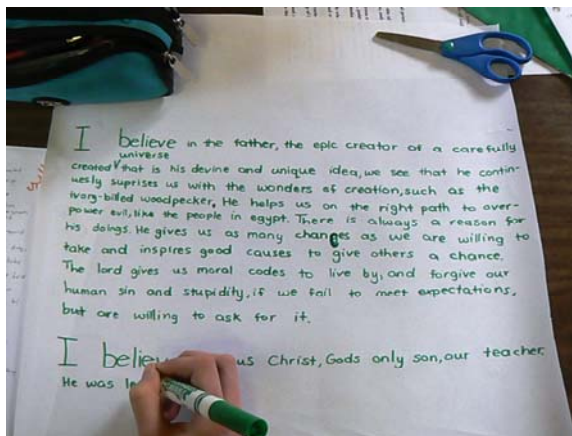 I believe in the father, the epic creator of a carefully
universe
created that is his devine and unique idea, we see that he contin-
uesly suprises us with the wonders of creation, such as the
ivory-billed woodpecker. He helps us on the right path to over-
power evil, like the people in egypt. There is always a reason for
his doings. He gives us as many chances as we are willing to
take and inspires good causes to give others a chance.
The lord gives us moral codes to live by, and forgive our
human sin and stupidity, if we fail to meet expectations,
but are willing to ask for it.
I believ us Christ, Gods only son, our teacher.
He was